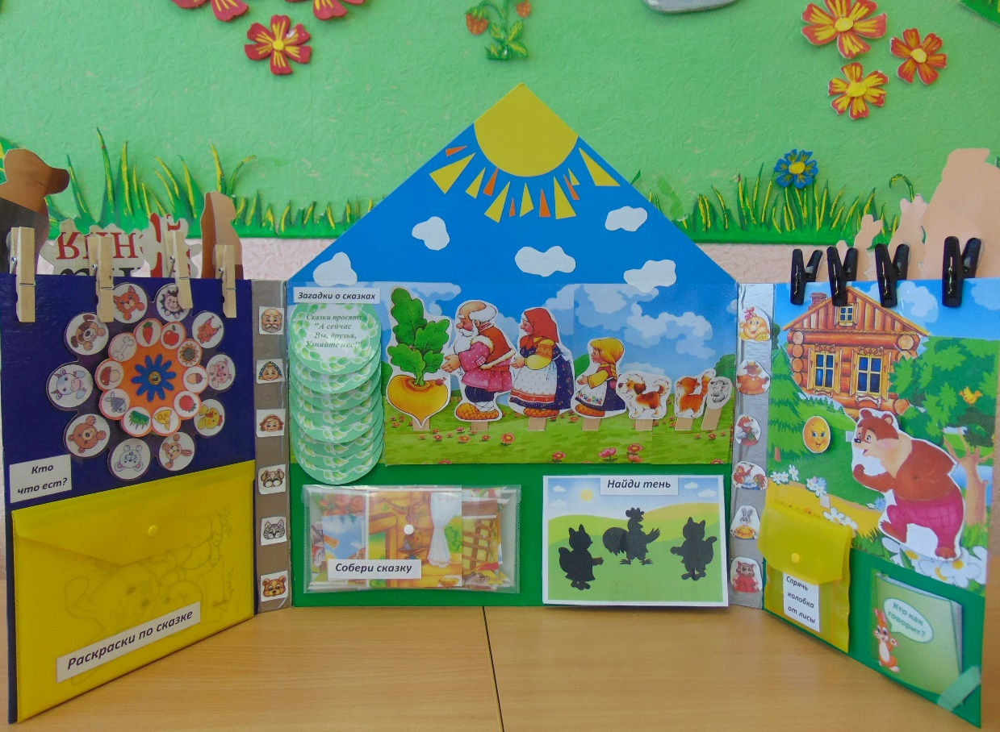 Кто
что ест?
Раскраски по сказке
Загадки о сказках
Сказки просят:
"А сейчас
Вы, друзья,
Узнайте нас!"
Собери сказку
Найди тень
Спрячь
колобка
от лисы
Кто как
говорит?